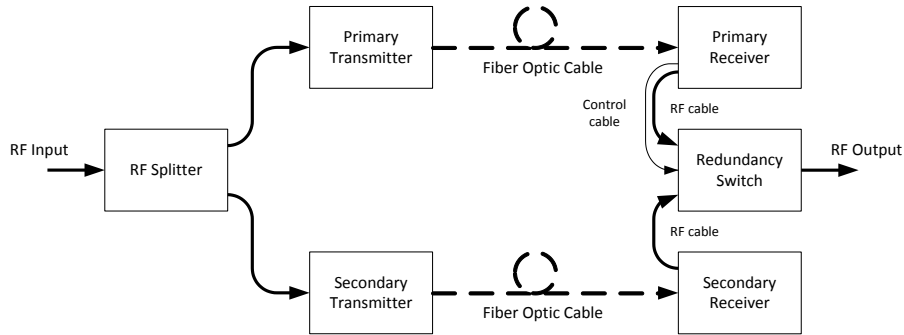 Primary
Transmitter
Fiber Optic Cable
Primary
Receiver
Control
cable
RF cable
RF Input
RF Splitter
Redundancy
Switch
RF Output
RF cable
Secondary
Transmitter
Fiber Optic Cable
Secondary
Receiver